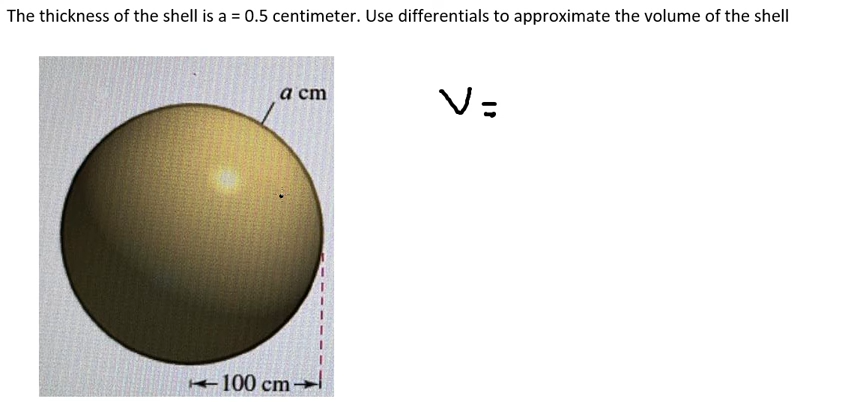 The thickness of the shell is a = 0.5 centimeter. Use differentials to approximate the volume of the shell
a cm
V =
100 cm